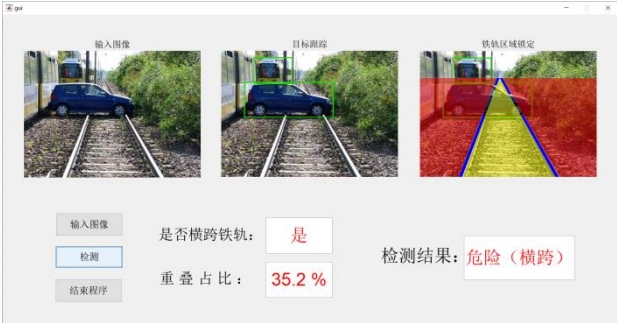 gui
输入图像
目标跟踪
铁轨区域锁定
输入图像
是否横跨铁轨：
是
检测
检测结果：
危险（横跨）
重叠占比：
35.2 %
结束程序